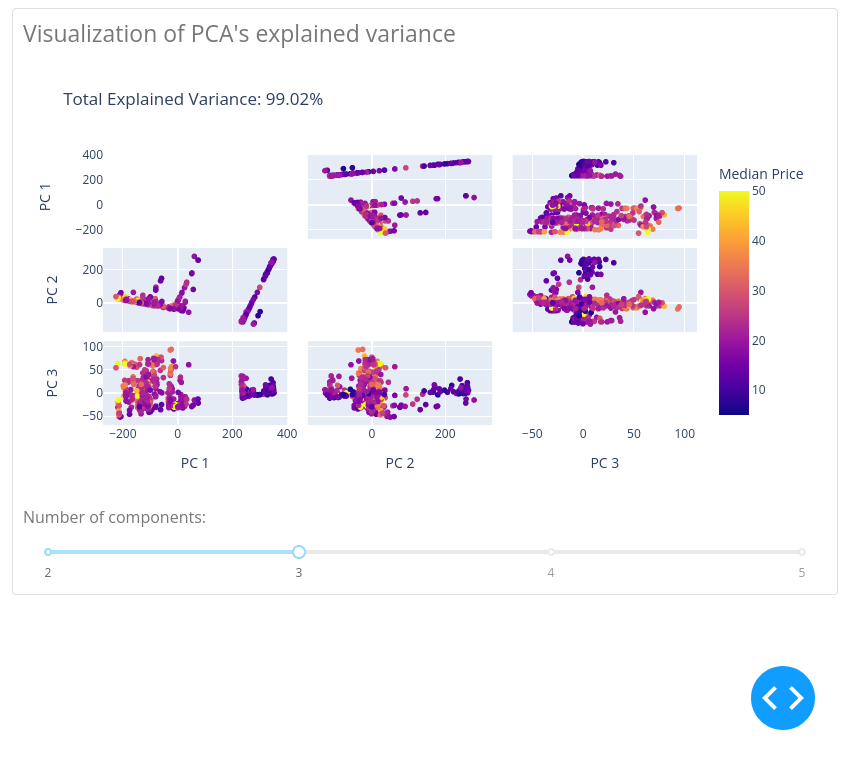 Visualization of PCA's explained variance
Total Explained Variance: 99.02%
Median Price
50
40
30
20
10
PC 1
400
200
0
−200
PC 2
200
0
PC 3
100
50
0
−50
−200 0 200 400
0 200
−50 0 50 100
PC 1 PC 2 PC 3
Number of components:
2 3 4 5